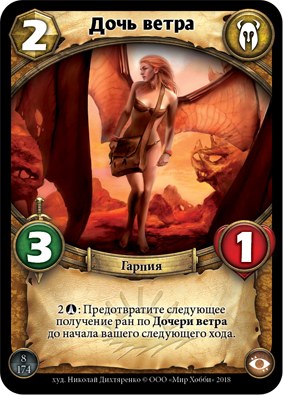 2
Дочь ветра
3
1
Гарпия
2 : Предотвратите следующее
получение ран по Дочери ветра
до начала вашего следующего хода.
8
174
худ. Николай Дихтяренко © ООО «Мир Хобби» 2018